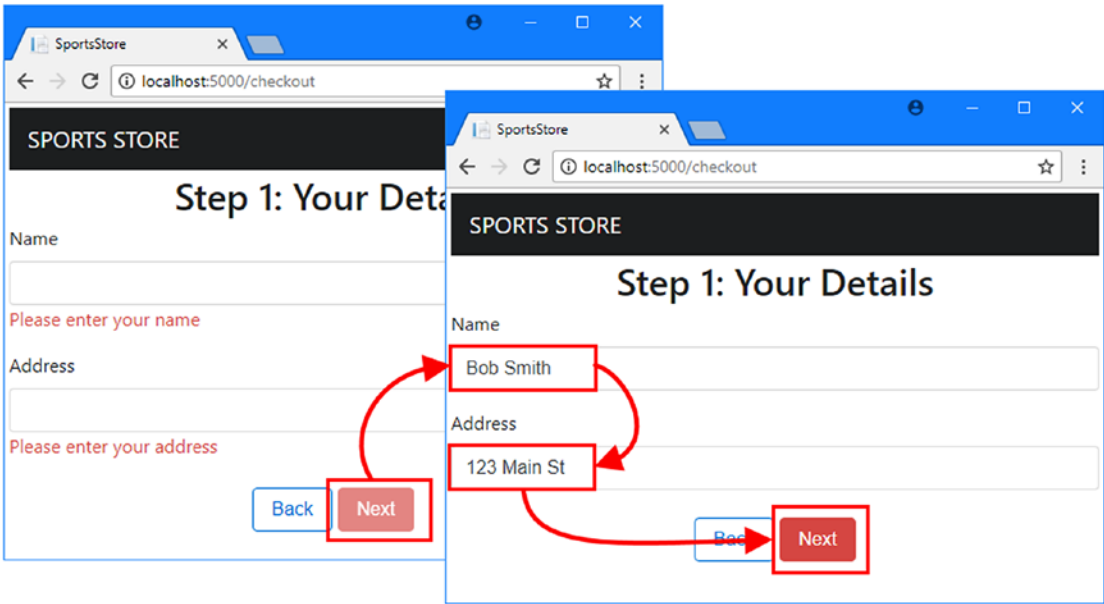 SportsStore
localhost:5000/checkout
SPORTS STORE
Step 1: Your Deta
Name
Please enter your name
Address
Please enter your address
Back Next
SportsStore
localhost:5000/checkout
SPORTS STORE
Step 1: Your Details
Name
Bob Smith
Address
123 Main St
Back Next